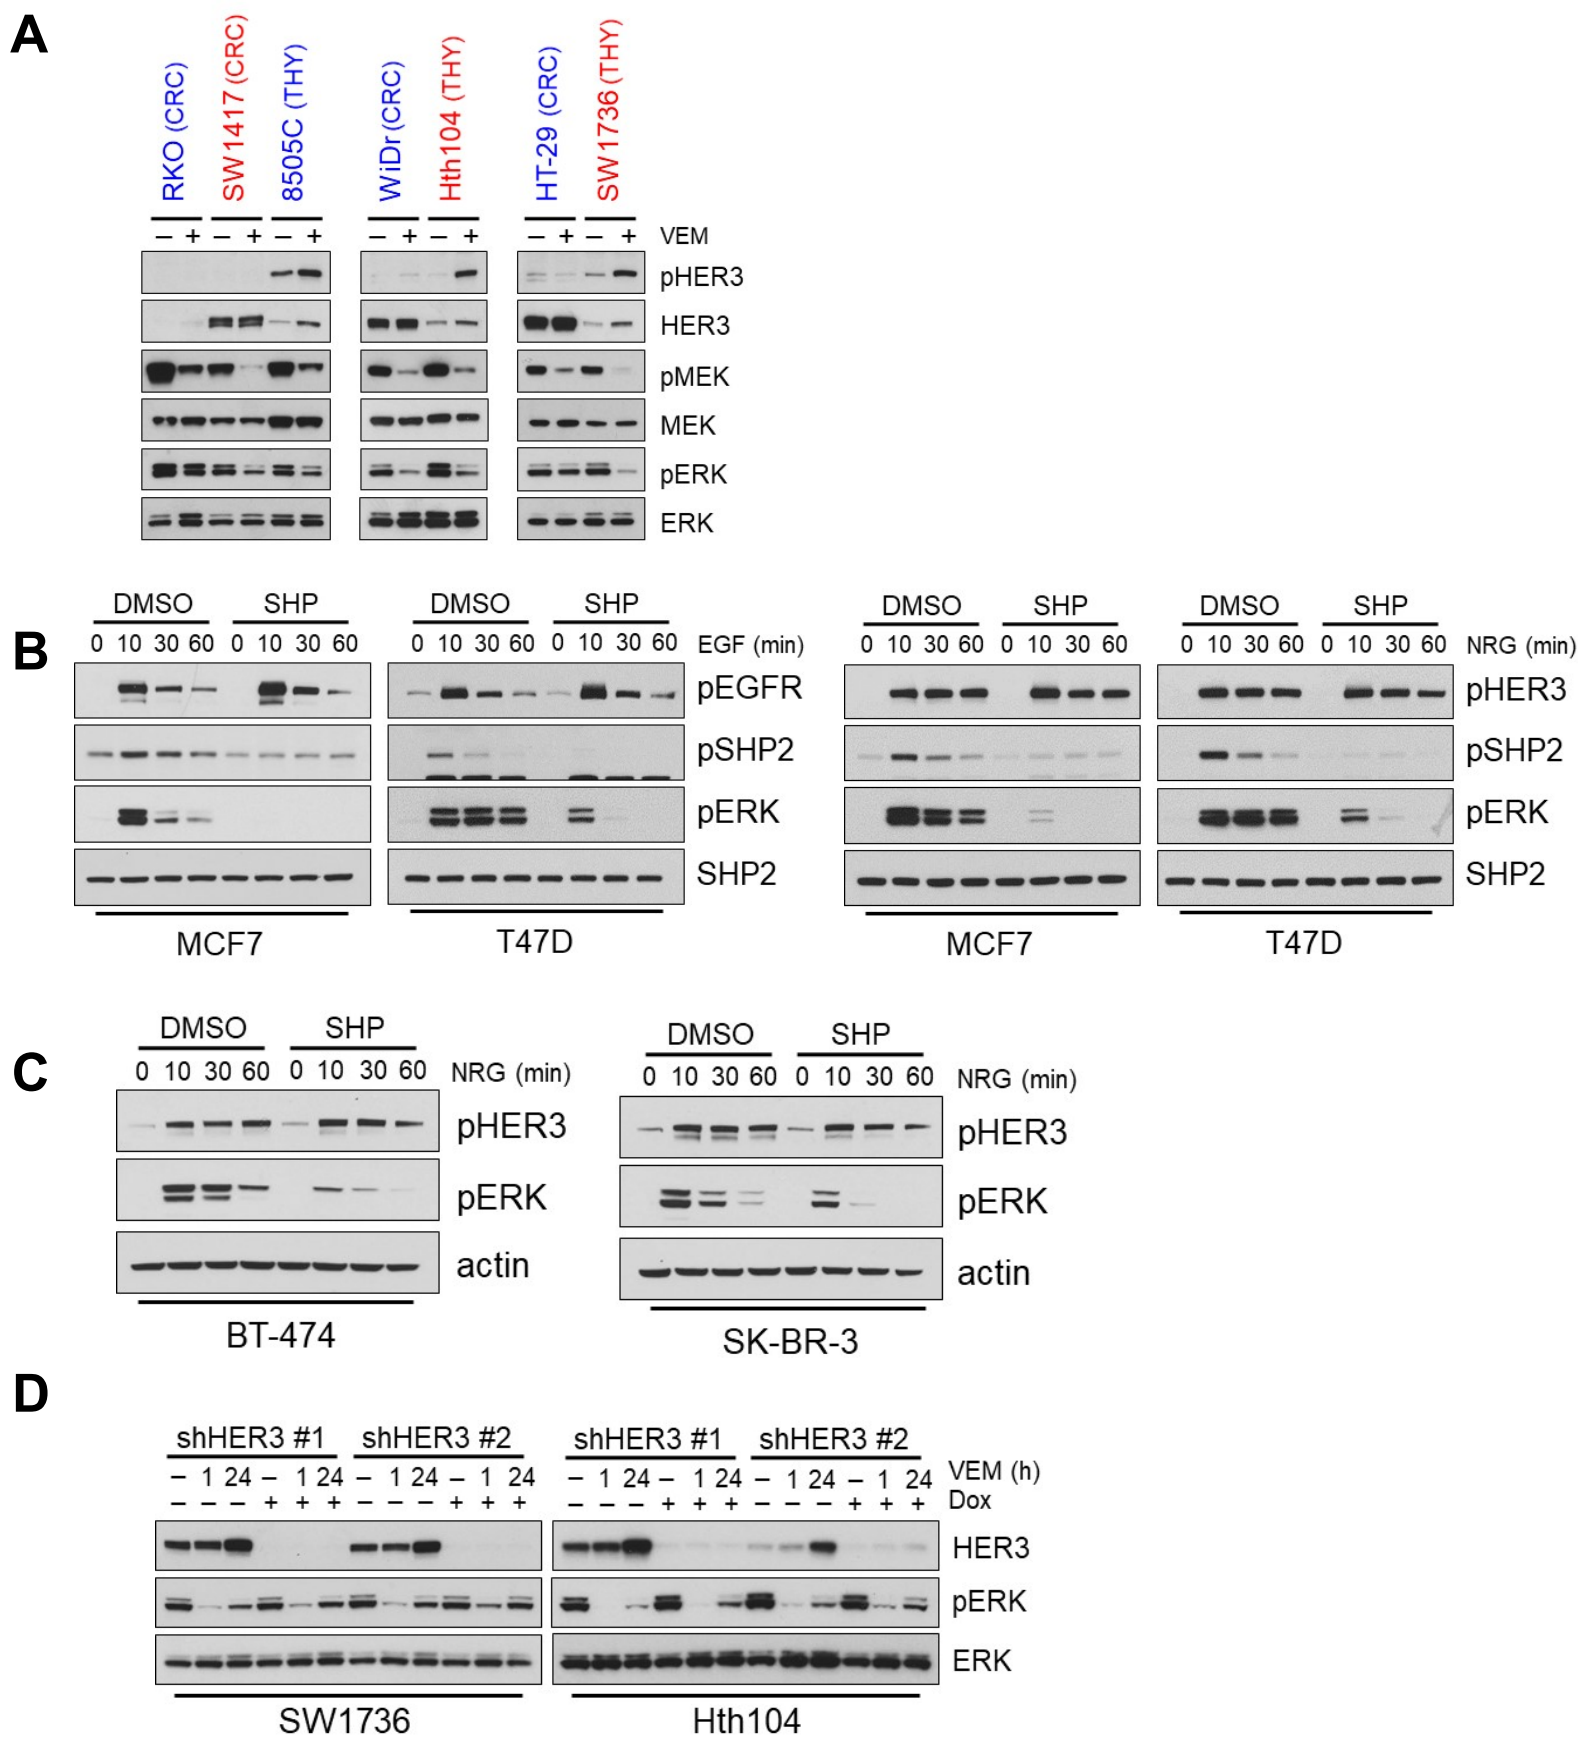 A
RKO (CRC)
SW1417 (CRC)
8505C (THY)
WiDr (CRC)
Hth104 (THY)
HT-29 (CRC)
SW1736 (THY)
– + – + – + – + – + – + – + VEM
pHER3
HER3
pMEK
MEK
pERK
ERK
B
DMSO SHP DMSO SHP DMSO SHP DMSO SHP
0 10 30 60 0 10 30 60 0 10 30 60 0 10 30 60 EGF (min) 0 10 30 60 0 10 30 60 0 10 30 60 0 10 30 60 NRG (min)
pEGFR pHER3
pSHP2 pSHP2
pERK pERK
SHP2 SHP2
MCF7 T47D MCF7 T47D
C
DMSO SHP DMSO SHP
0 10 30 60 0 10 30 60 NRG (min) 0 10 30 60 0 10 30 60 NRG (min)
pHER3 pHER3
pERK pERK
actin actin
BT-474 SK-BR-3
D
shHER3 #1 shHER3 #2 shHER3 #1 shHER3 #2
– 1 24 – 1 24 – 1 24 – 1 24 – 1 24 – 1 24 – 1 24 – 1 24 VEM (h)
– – – + + + – – – + + + – – – + + + – – – + + + Dox
HER3
pERK
ERK
SW1736 Hth104